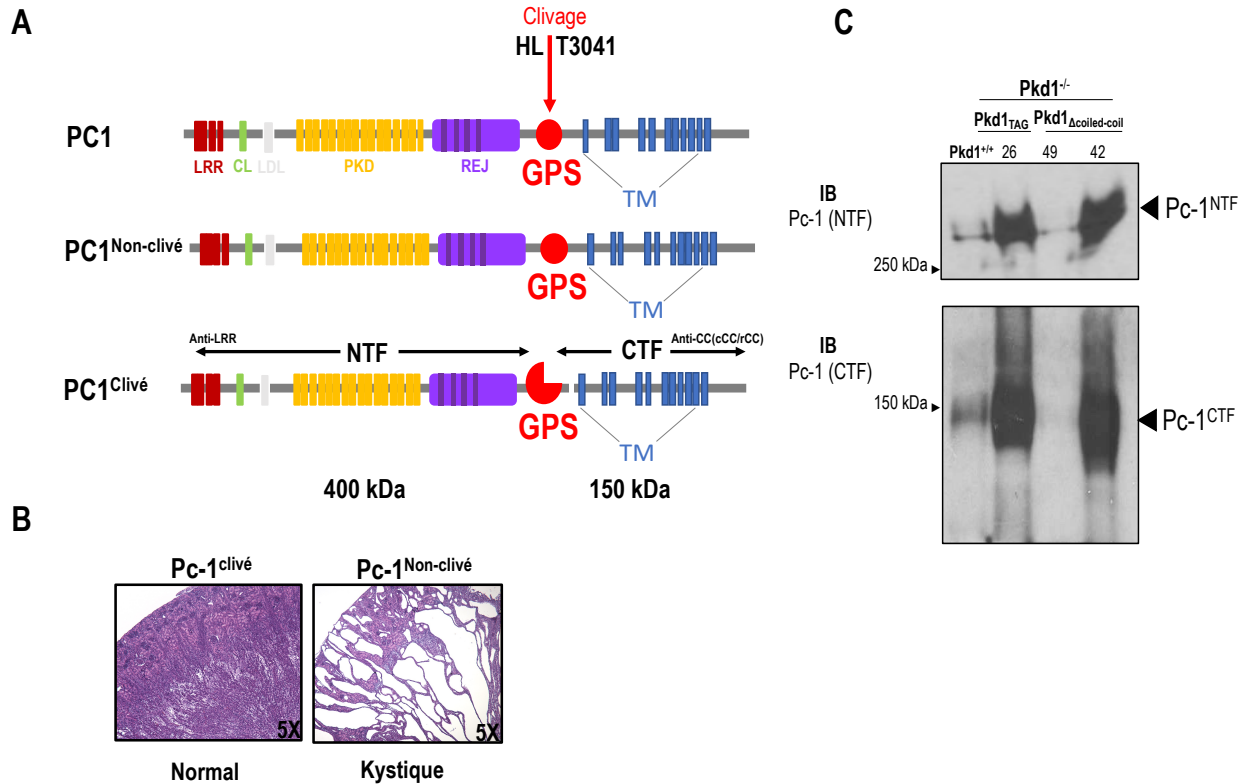 A
Clivage
HL T3041
PC1
LRR CL LDL PKD REJ
GPS
TM
PC1Non-clivé
GPS
TM
Anti-LRR NTF CTF Anti-CC(cCC/rCC)
PC1Clivé
GPS
TM
400 kDa 150 kDa
B
Pc-1clivé Pc-1Non-clivé
5X 5X
Normal Kystique
C
Pkd1-/-
Pkd1TAG Pkd1Δcoiled-coil
Pkd1+/+ 26 49 42
IB
Pc-1 (NTF)
Pc-1NTF
250 kDa
IB
Pc-1 (CTF)
150 kDa
Pc-1CTF